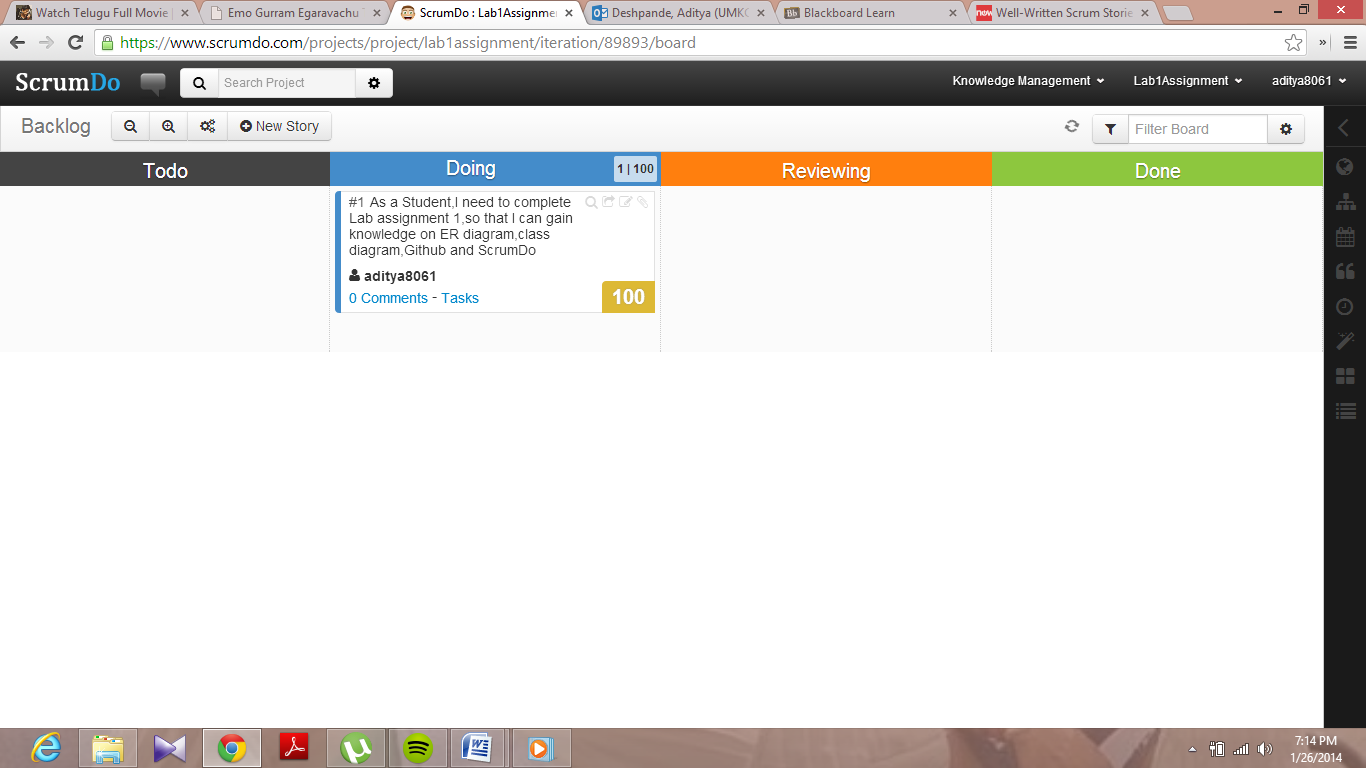 Watch Telugu Full Movie |
Emo Gurram Egaravachu
ScrumDo : Lab1Assignmen
Deshpande, Aditya (UMKC
Blackboard Learn
Well-Written Scrum Storie
https://www.scrumdo.com/projects/project/lab1assignment/iteration/89893/board
ScrumDo
Search Project
Knowledge Management
Lab1Assignment
aditya8061
Backlog
New Story
Filter Board
Todo
Doing
1 | 100
Reviewing
Done
#1 As a Student,I need to complete
Lab assignment 1,so that I can gain
knowledge on ER diagram,class
diagram,Github and ScrumDo
aditya8061
0 Comments - Tasks
100
7:14 PM
1/26/2014